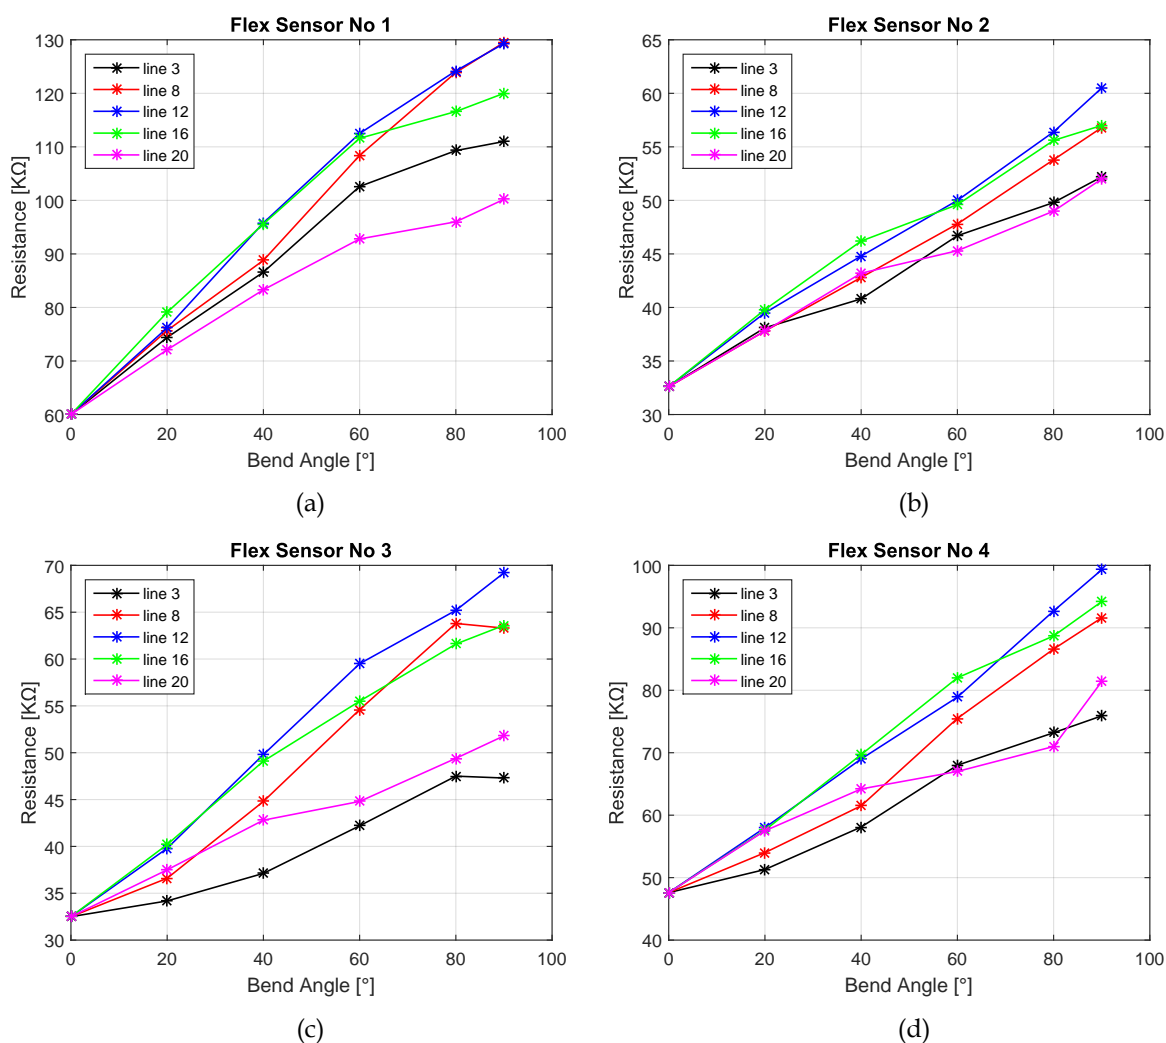 Flex Sensor No 1
130
120
110
100
90
80
70
60
Resistance [KΩ]
line 3
line 8
line 12
line 16
line 20
0 20 40 60 80 100
Bend Angle [°]
(a)
Flex Sensor No 2
65
60
55
50
45
40
35
30
Resistance [KΩ]
line 3
line 8
line 12
line 16
line 20
0 20 40 60 80 100
Bend Angle [°]
(b)
Flex Sensor No 3
70
65
60
55
50
45
40
35
30
Resistance [KΩ]
line 3
line 8
line 12
line 16
line 20
0 20 40 60 80 100
Bend Angle [°]
(c)
Flex Sensor No 4
100
90
80
70
60
50
40
Resistance [KΩ]
line 3
line 8
line 12
line 16
line 20
0 20 40 60 80 100
Bend Angle [°]
(d)